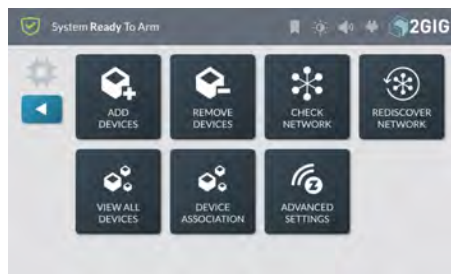 System Ready To Arm
2GIG
ADD
DEVICES
REMOVE
DEVICES
CHECK
NETWORK
REDISCOVER
NETWORK
VIEW ALL
DEVICES
DEVICE
ASSOCIATION
ADVANCED
SETTINGS